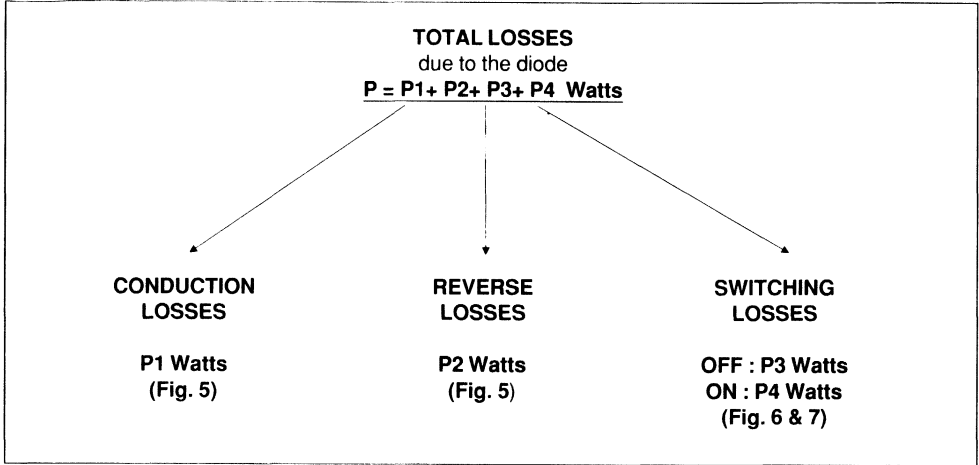 TOTAL LOSSES
due to the diode
P = P1+ P2+ P3+ P4 Watts
CONDUCTION
LOSSES
P1 Watts
(Fig. 5)
REVERSE
LOSSES
P2 Watts
(Fig. 5)
SWITCHING
LOSSES
OFF : P3 Watts
ON : P4 Watts
(Fig. 6 & 7)